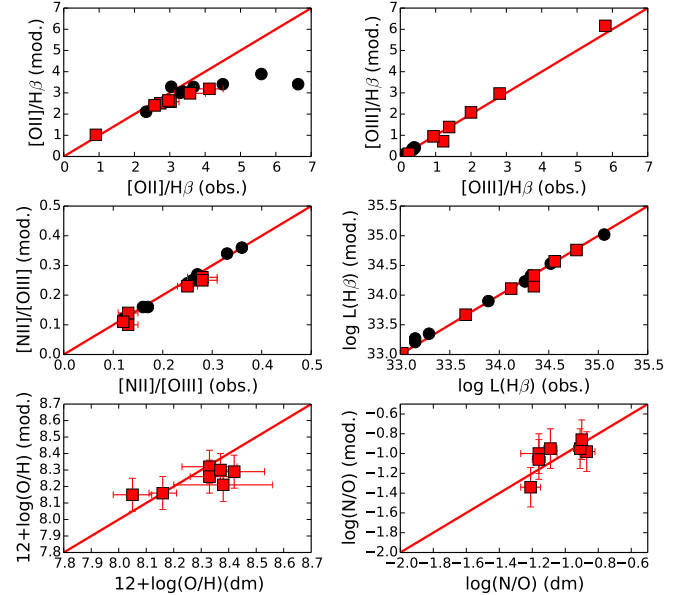 7
6
5
4
3
2
1
0
[OII]/Hβ (mod.)
0 1 2 3 4 5 6 7
[OII]/Hβ (obs.)
7
6
5
4
3
2
1
0
[OIII]/Hβ (mod.)
0 1 2 3 4 5 6 7
[OIII]/Hβ (obs.)
0.5
0.4
0.3
0.2
0.1
0.0
[NII]/[OIII] (mod.)
0.0 0.1 0.2 0.3 0.4 0.5
[NII]/[OIII] (obs.)
35.5
35.0
34.5
34.0
33.5
33.0
log L(Hβ) (mod.)
33.0 33.5 34.0 34.5 35.0 35.5
log L(Hβ) (obs.)
8.7
8.6
8.5
8.4
8.3
8.2
8.1
8.0
7.9
7.8
12+log(O/H) (mod.)
7.8 7.9 8.0 8.1 8.2 8.3 8.4 8.5 8.6 8.7
12+log(O/H)(dm)
−0.6
−0.8
−1.0
−1.2
−1.4
−1.6
−1.8
−2.0
log(N/O) (mod.)
−2.0 −1.8 −1.6 −1.4 −1.2 −1.0 −0.8 −0.6
log(N/O) (dm)